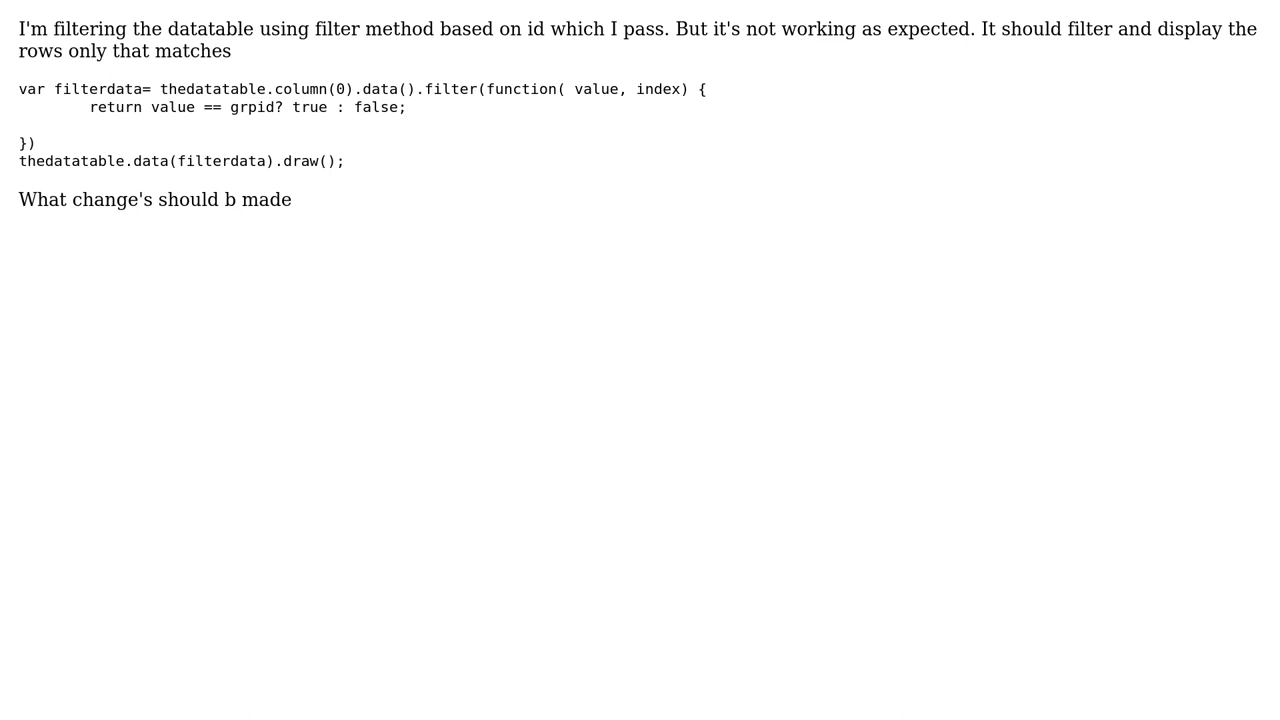 I'm filtering the datatable using filter method based on id which I pass. But it's not working as expected. It should filter and display the
rows only that matches
var filterdata= thedatatable.column(0).data().filter(function( value, index) {
        return value == grpid? true : false;
})
thedatatable.data(filterdata).draw();
What change's should b made